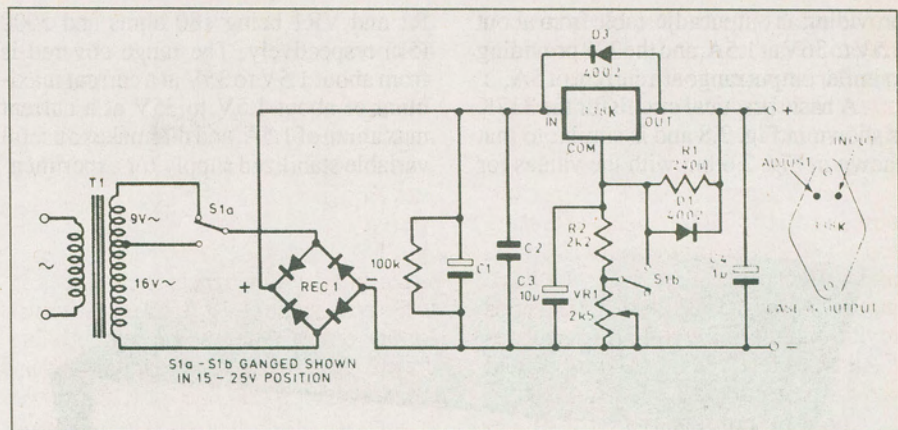 D3
4002
IN
338K
OUT
COM
T1
9V~
16V~
~
S1a
+
REC 1
−
100k
C1
C2
C3
10µ
R2
2k2
VR1
2k5
R1
240Ω
D1
4002
S1b
C4
1µ
+
−
ADJUST
INPUT
338K
CASE = OUTPUT
S1a - S1b GANGED SHOWN
IN 15 - 25V POSITION